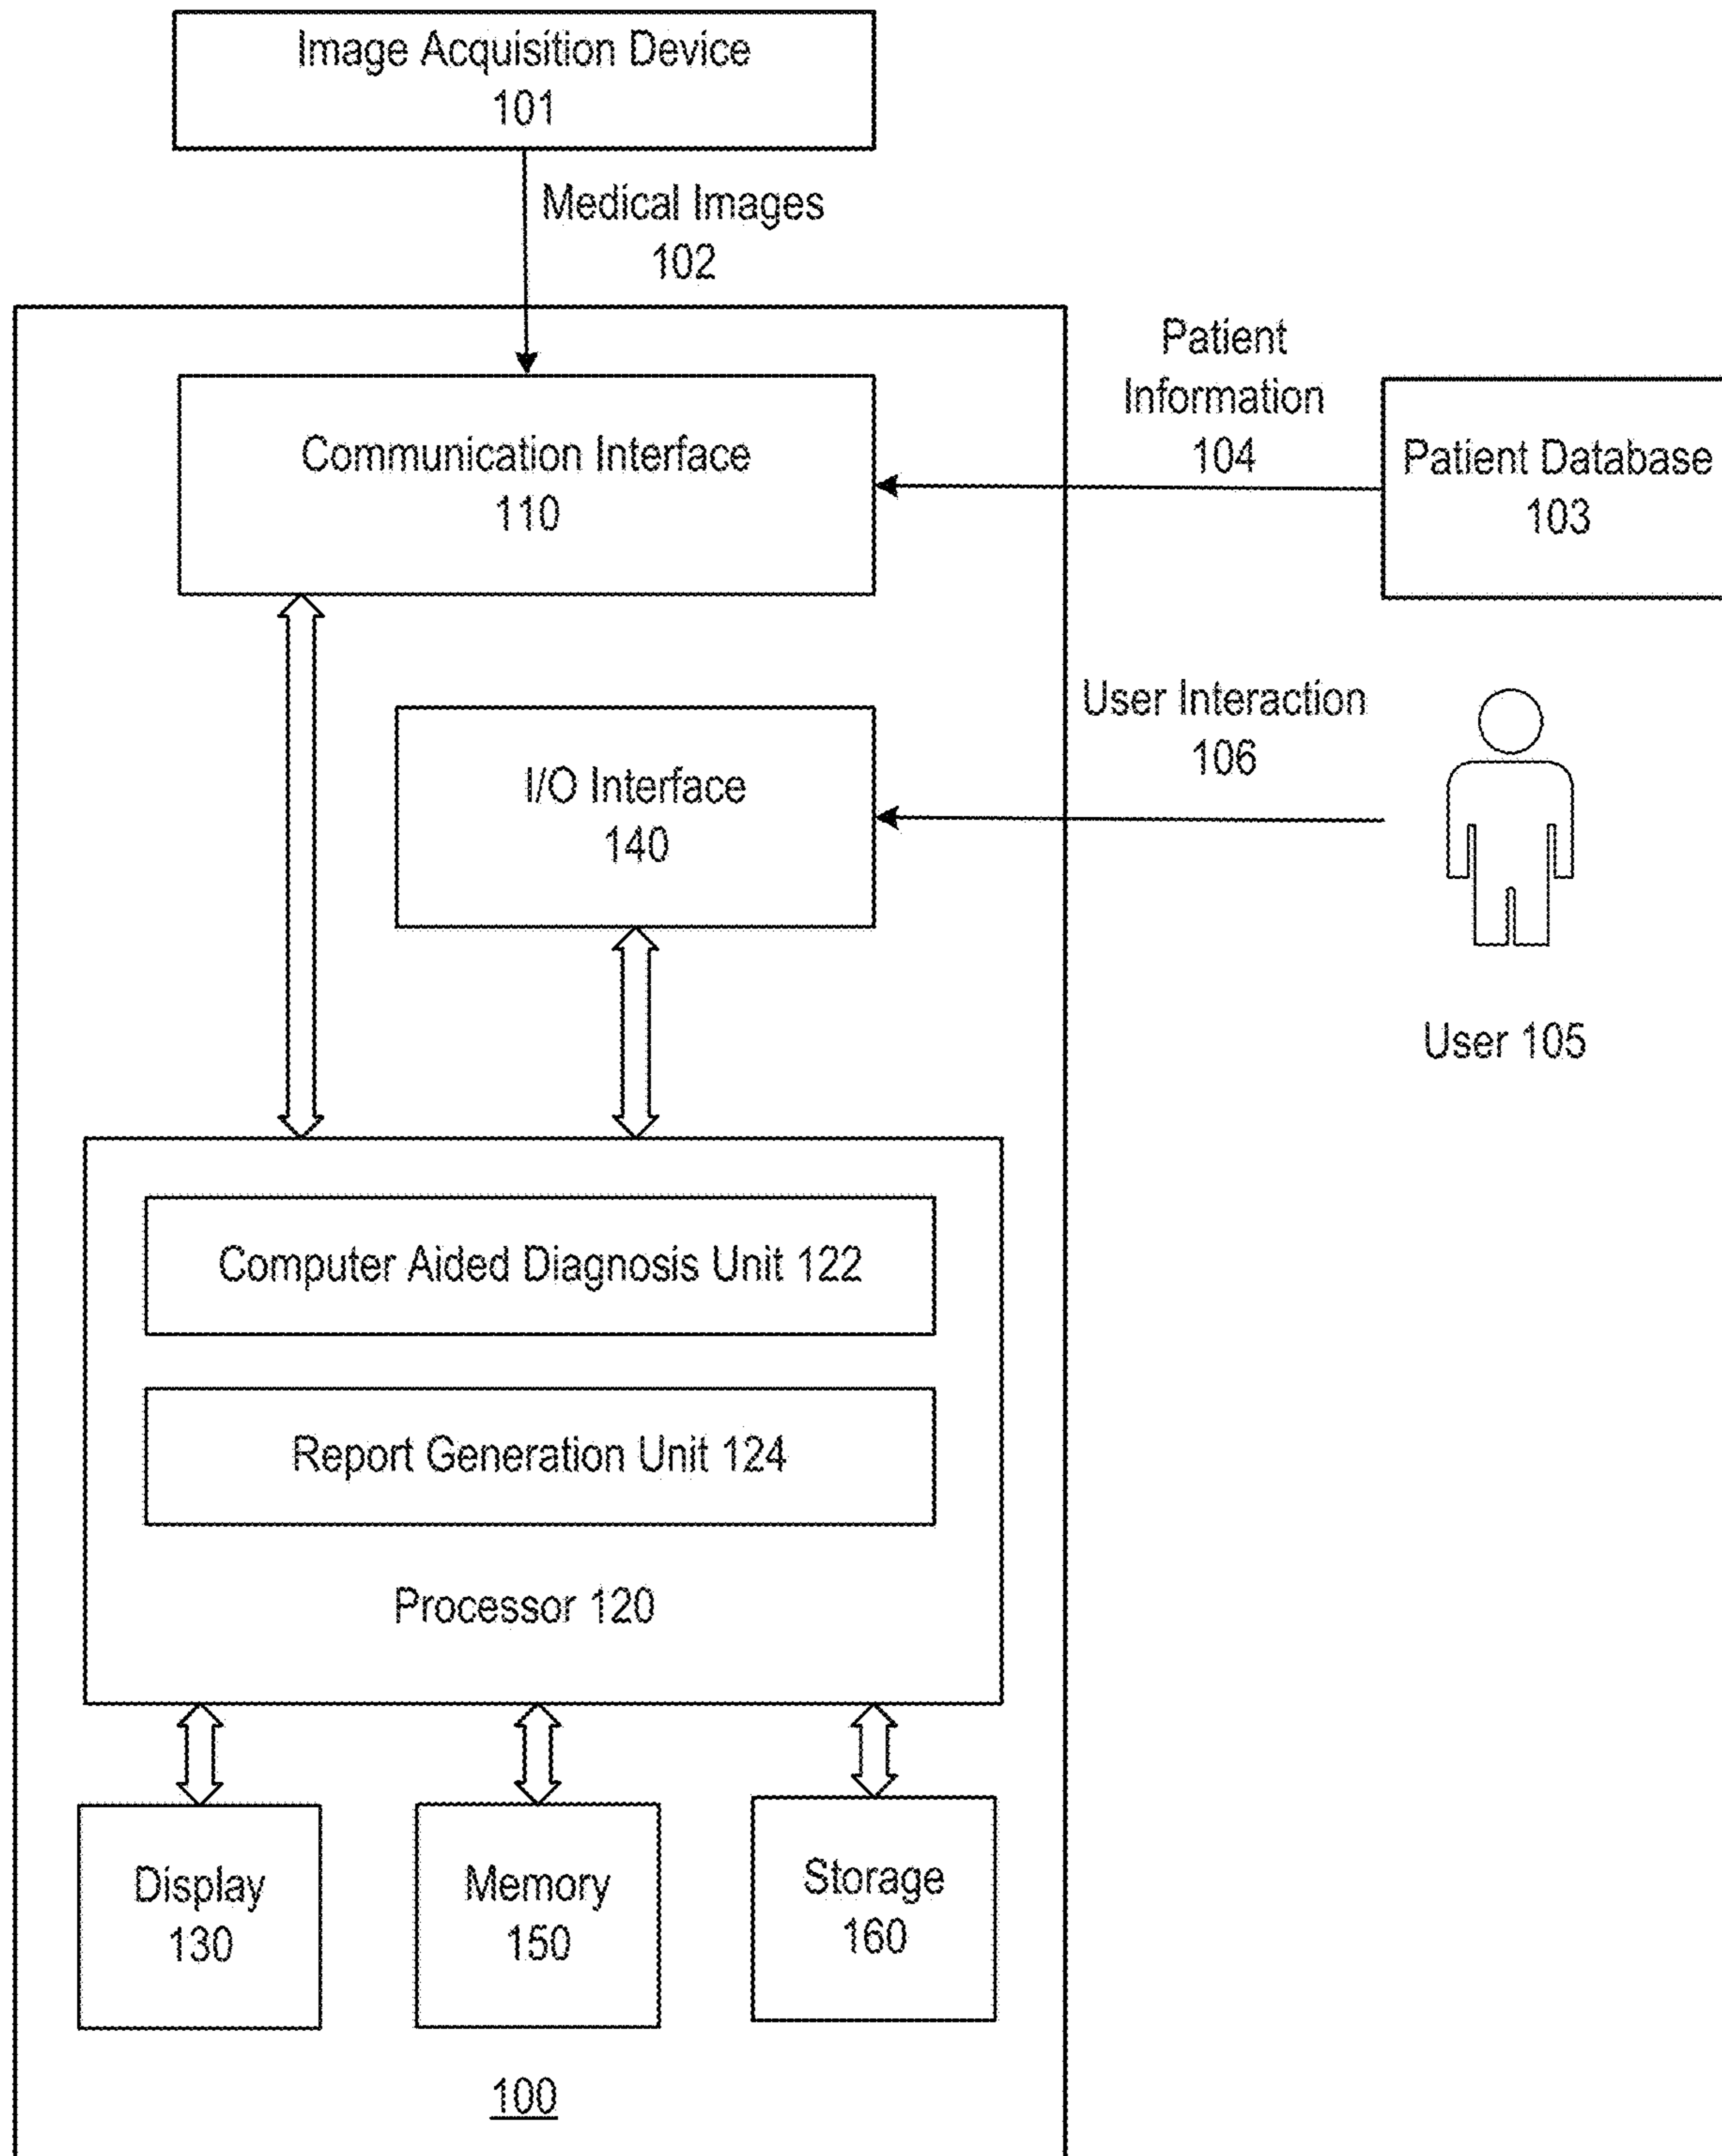 Image Acquisition Device
101
Medical Images
102
Patient
Information
104
Communication Interface
110
Patient Database
103
User Interaction
106
I/O Interface
140
User 105
Computer Aided Diagnosis Unit 122
Report Generation Unit 124
Processor 120
Display
130
Memory
150
Storage
160
100